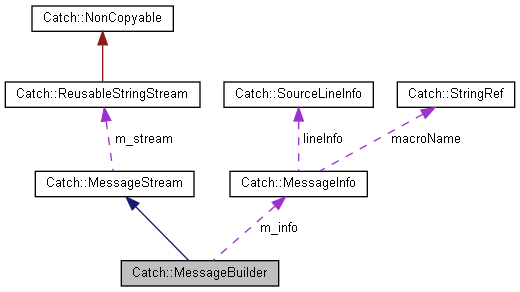 Catch::NonCopyable
Catch::ReusableStringStream
Catch::SourceLineInfo
Catch::StringRef
m_stream
lineInfo
macroName
Catch::MessageStream
Catch::MessageInfo
m_info
Catch::MessageBuilder